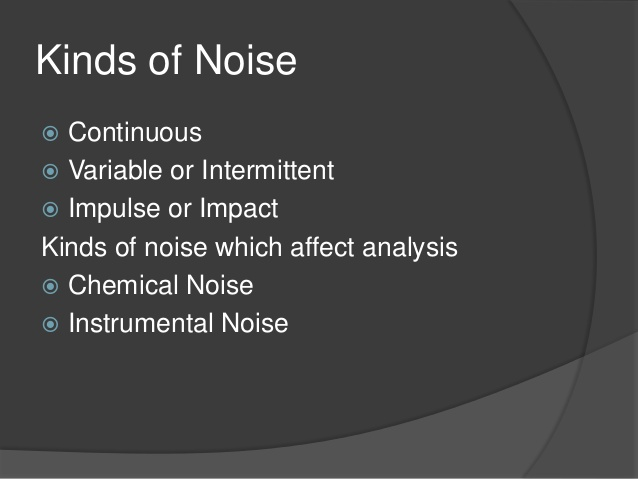 Kinds of Noise
Continuous
Variable or Intermittent
Impulse or Impact
Kinds of noise which affect analysis
Chemical Noise
Instrumental Noise